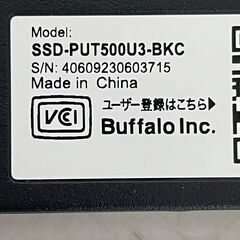 Model:
SSD-PUT500U3-BKC
S/N: 40609230603715
Made in China
VCCI
ユーザー登録はこちら
Buffalo Inc.